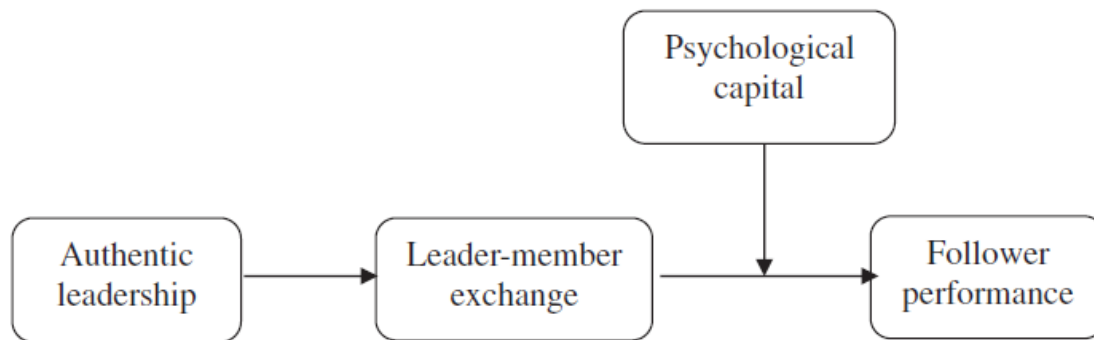 Psychological
capital
Authentic
leadership
Leader-member
exchange
Follower
performance